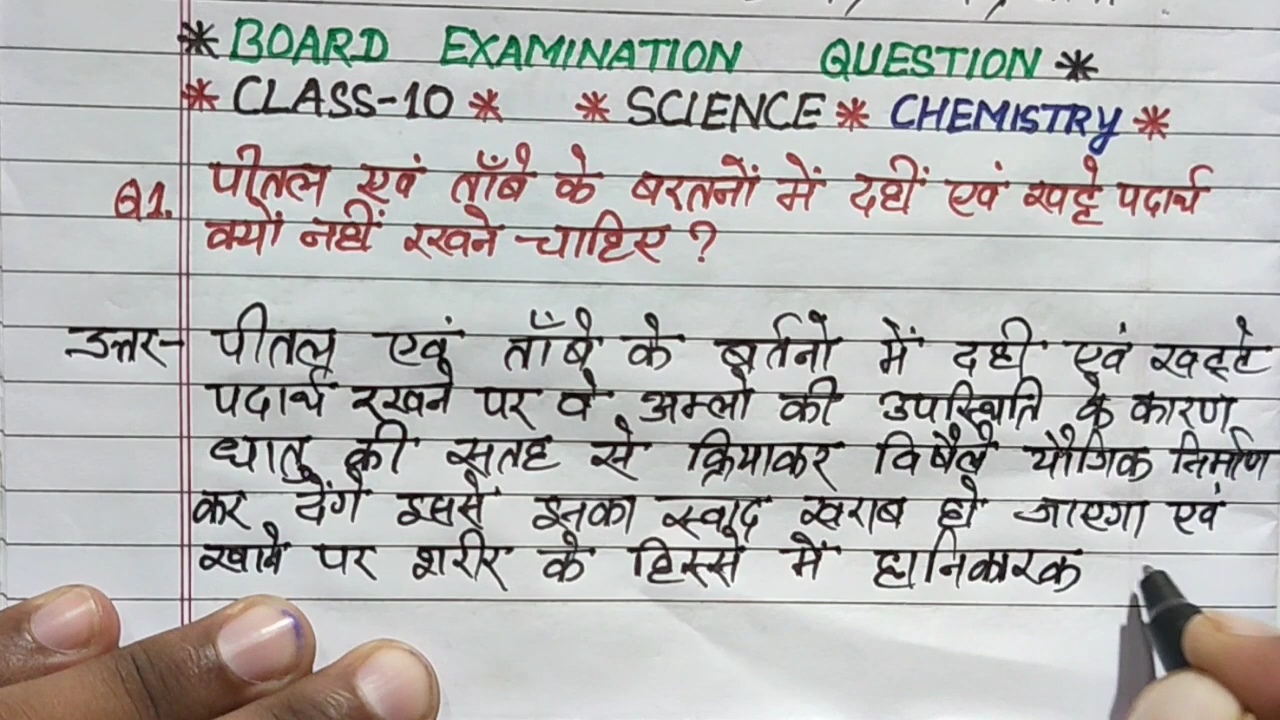 * BOARD EXAMINATION QUESTION *
* CLASS-10 * * SCIENCE * CHEMISTRY *
Q1. पीतल एवं ताँबे के बरतनों में दहीं एवं खट्टे पदार्थ
क्यों नहीं रखने चाहिए ?
उत्तर- पीतल एवं ताँबे के बर्तनों में दही एवं खट्टे
पदार्थ रखने पर वे अम्लो की उपस्थिति के कारण
धातु की सतह से क्रियाकर विषैले यौगिक निर्माण
कर देंगे इससे इनका स्वाद खराब हो जाएगा एवं
खाने पर शरीर के हिस्से में हानिकारक